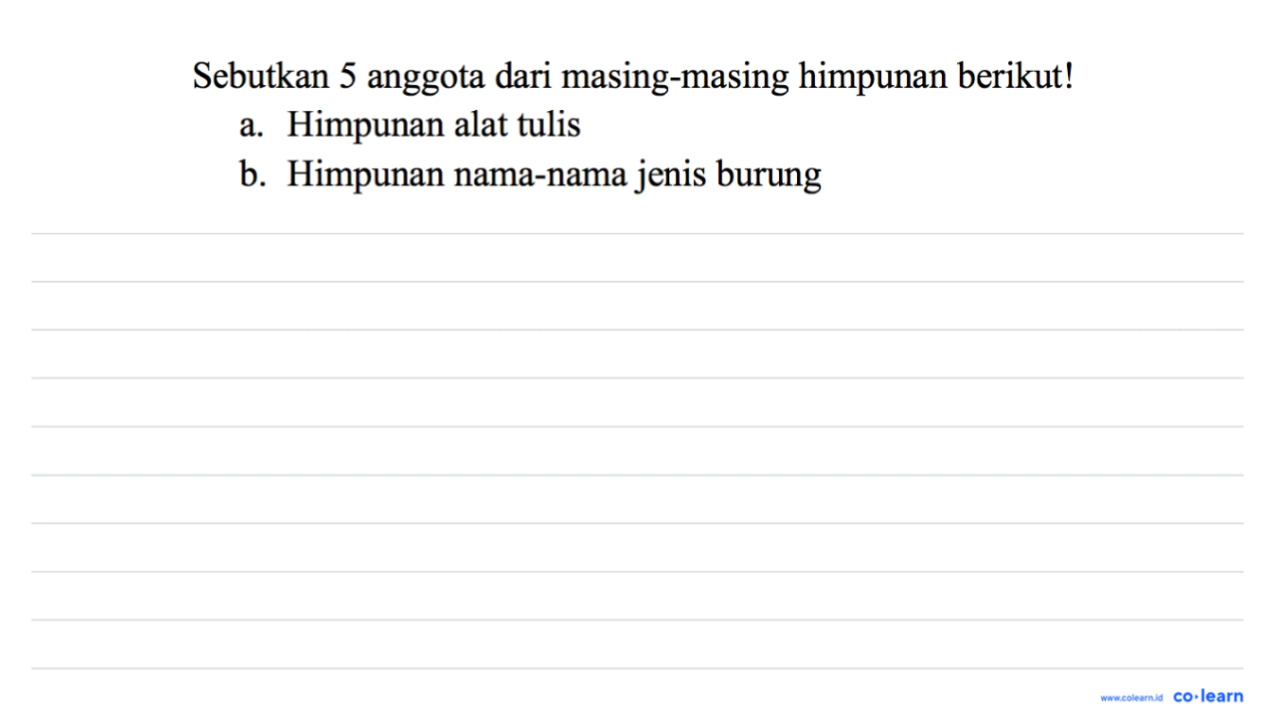 Sebutkan 5 anggota dari masing-masing himpunan berikut!
a. Himpunan alat tulis
b. Himpunan nama-nama jenis burung
www.colearn.id co·learn